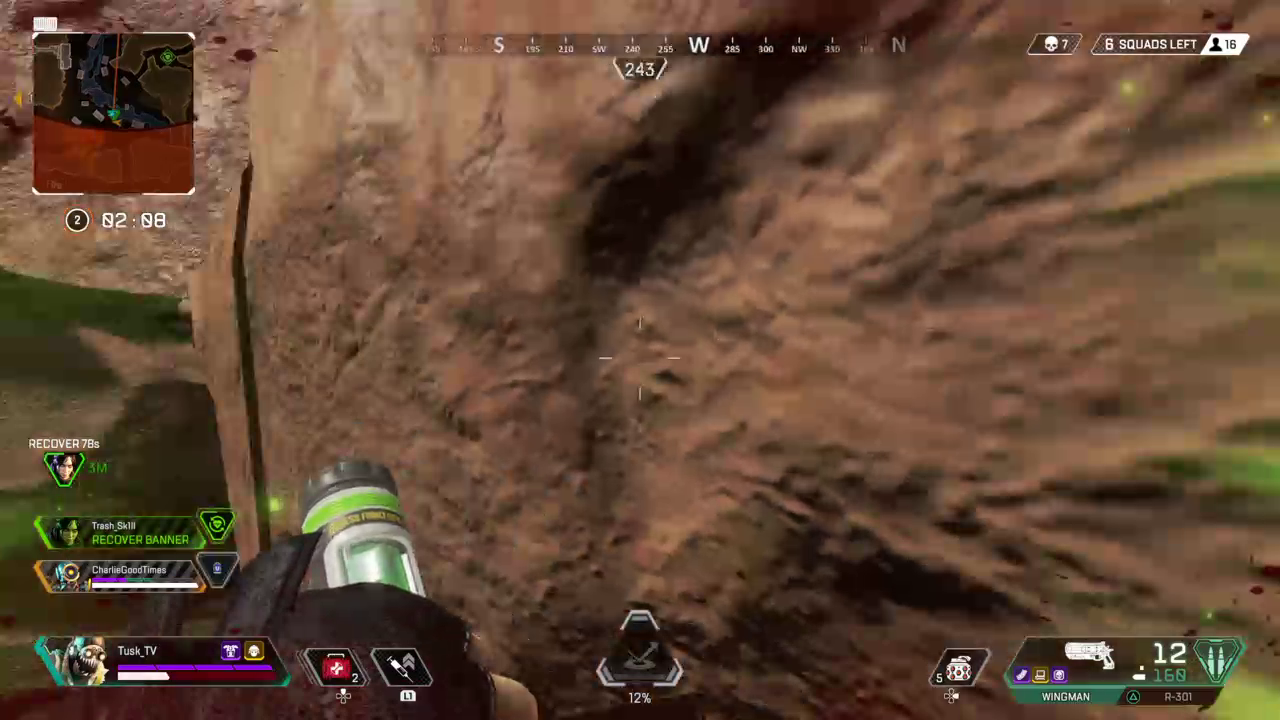 S 195 210 SW 240 255 W 285 300 NW 330 N
243
7
6 SQUADS LEFT 16
2 02:08
RECOVER 78s
3M
Trash_Skill
RECOVER BANNER
CharlieGoodTimes
Tusk_TV
2
L1
12%
5
12
160
WINGMAN R-301